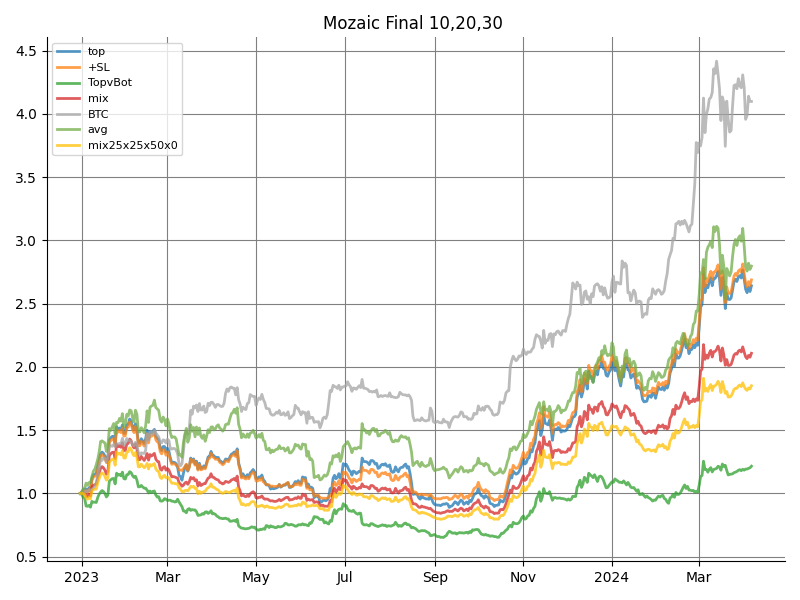 Mozaic Final 10,20,30
top
+SL
TopvBot
mix
BTC
avg
mix25x25x50x0
4.5
4.0
3.5
3.0
2.5
2.0
1.5
1.0
0.5
2023 Mar May Jul Sep Nov 2024 Mar